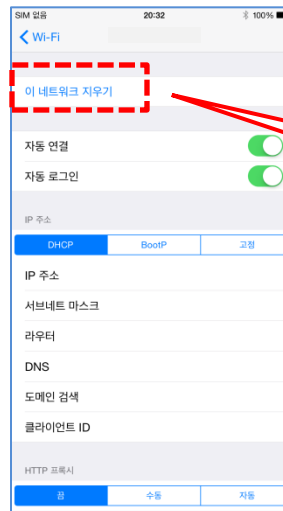 SIM 없음 20:32 100%
Wi-Fi
이 네트워크 지우기
자동 연결
자동 로그인
IP 주소
DHCP BootP 고정
IP 주소
서브네트 마스크
라우터
DNS
도메인 검색
클라이언트 ID
HTTP 프록시
끔 수동 자동